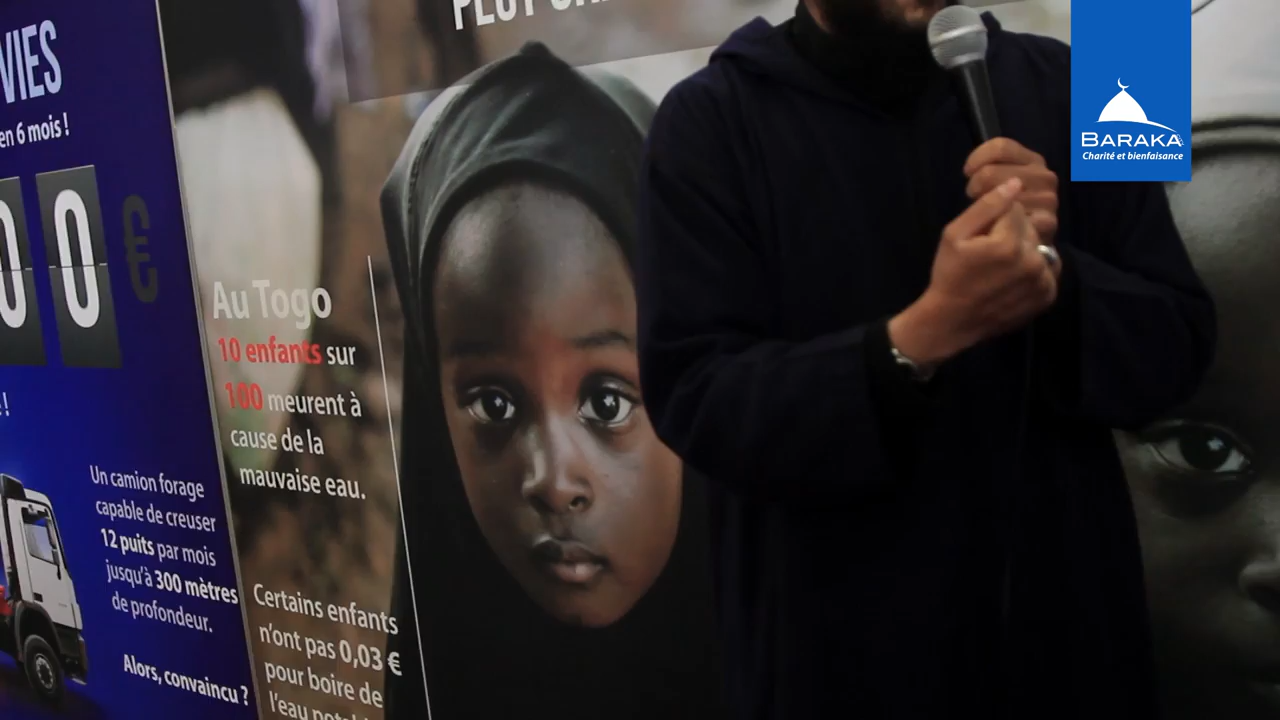 VIES
en 6 mois !
0 0 €
!
Un camion forage
capable de creuser
12 puits par mois
jusqu'à 300 mètres
de profondeur.
Alors, convaincu ?
PEUT
Au Togo
10 enfants sur
100 meurent à
cause de la
mauvaise eau.
Certains enfants
n'ont pas 0,03 €
pour boire de
l'eau
BARAKA
Charité et bienfaisance